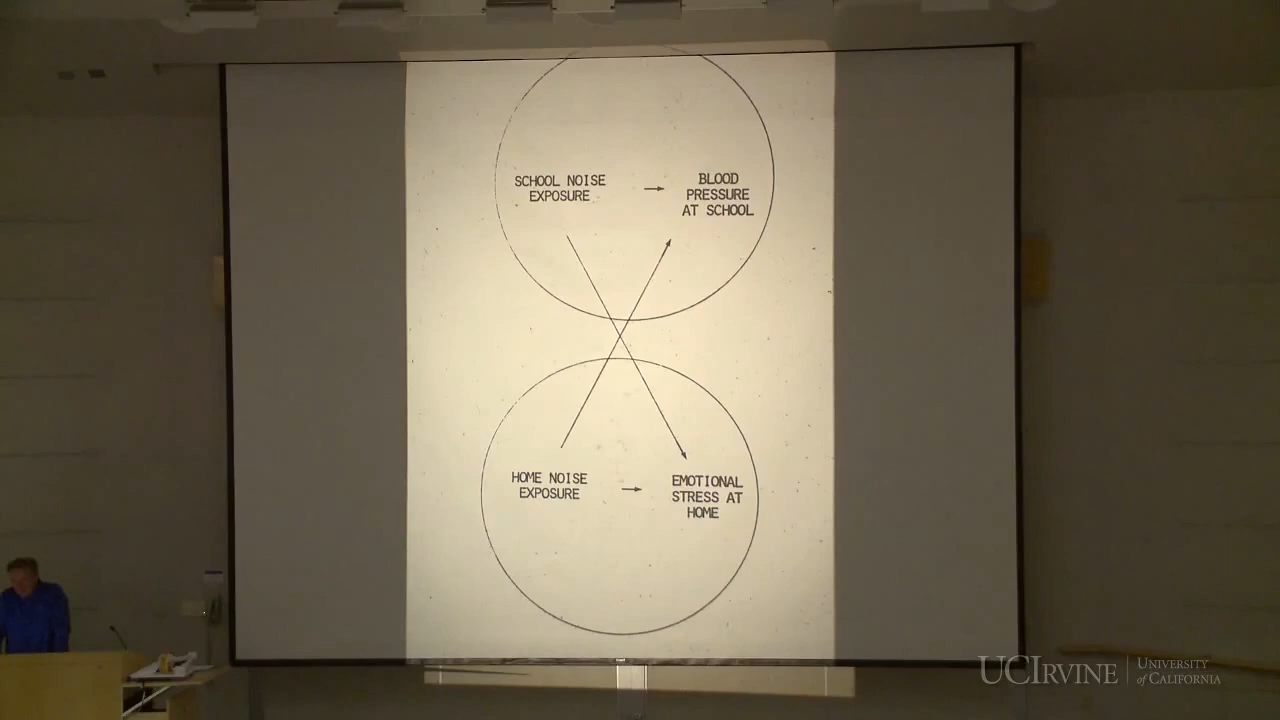 SCHOOL NOISE
EXPOSURE
BLOOD
PRESSURE
AT SCHOOL
HOME NOISE
EXPOSURE
EMOTIONAL
STRESS AT
HOME
UCIRVINE
UNIVERSITY
of CALIFORNIA